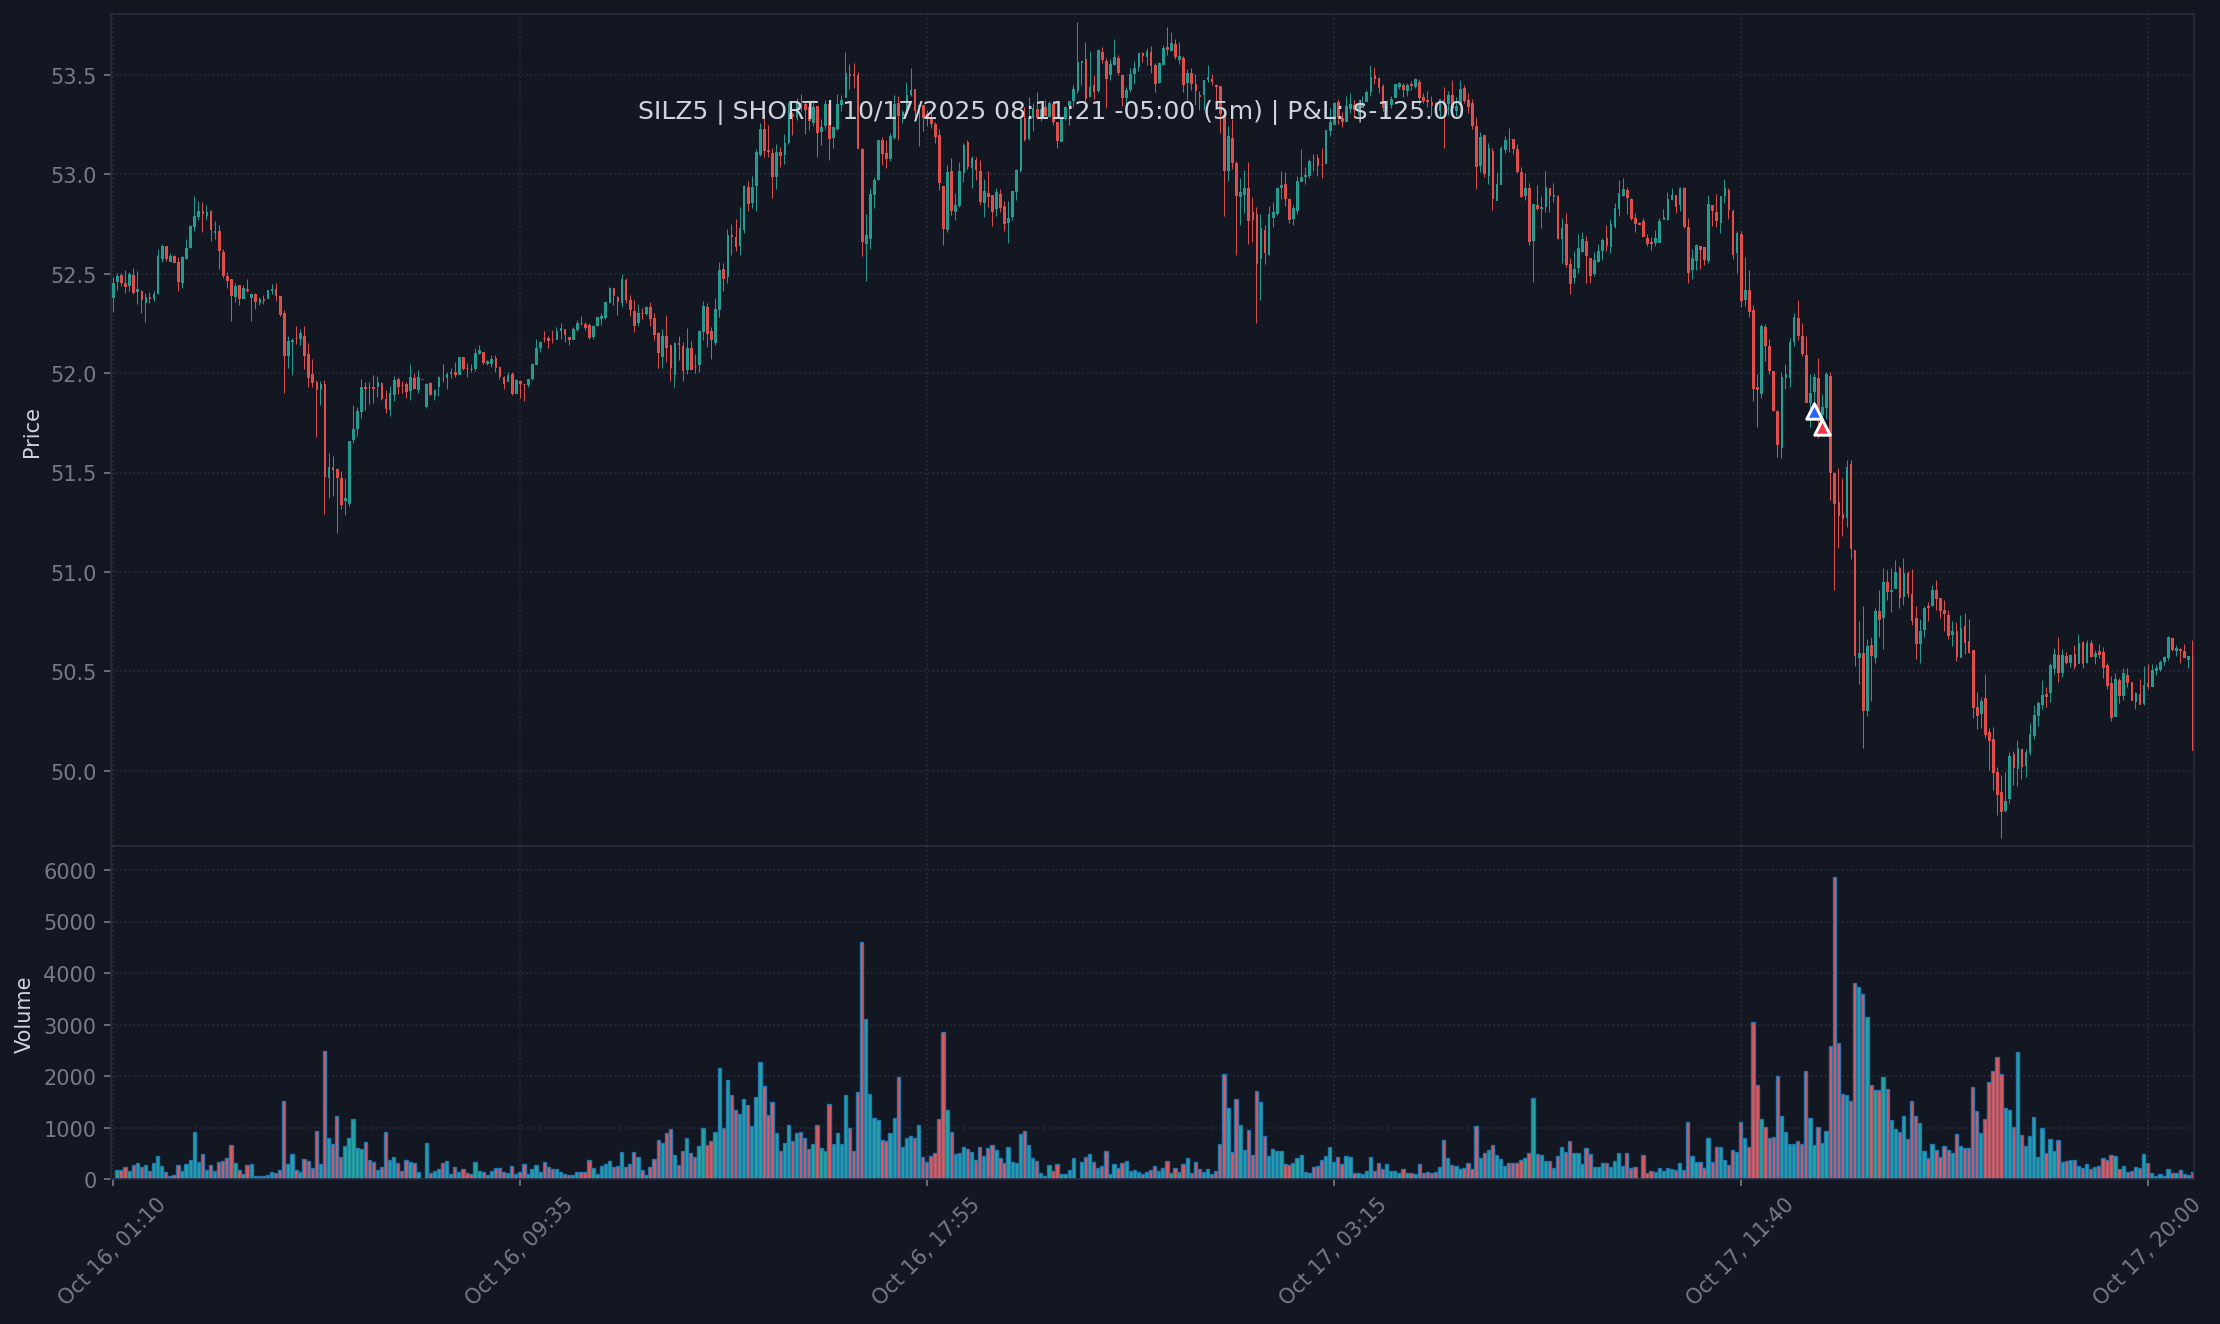 SILZ5 | SHORT | 10/17/2025 08:11:21 -05:00 (5m) | P&L: $-125.00
Price
53.5
53.0
52.5
52.0
51.5
51.0
50.5
50.0
Volume
6000
5000
4000
3000
2000
1000
0
Oct 16, 01:10
Oct 16, 09:35
Oct 16, 17:55
Oct 17, 03:15
Oct 17, 11:40
Oct 17, 20:00